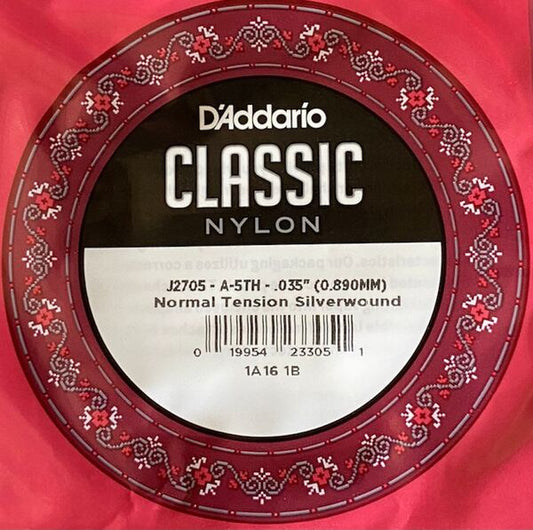 D'Addario
CLASSIC
NYLON
J2705 - A-5TH - .035" (0.890MM)
Normal Tension Silverwound
0 19954 23305 1
1A16 1B